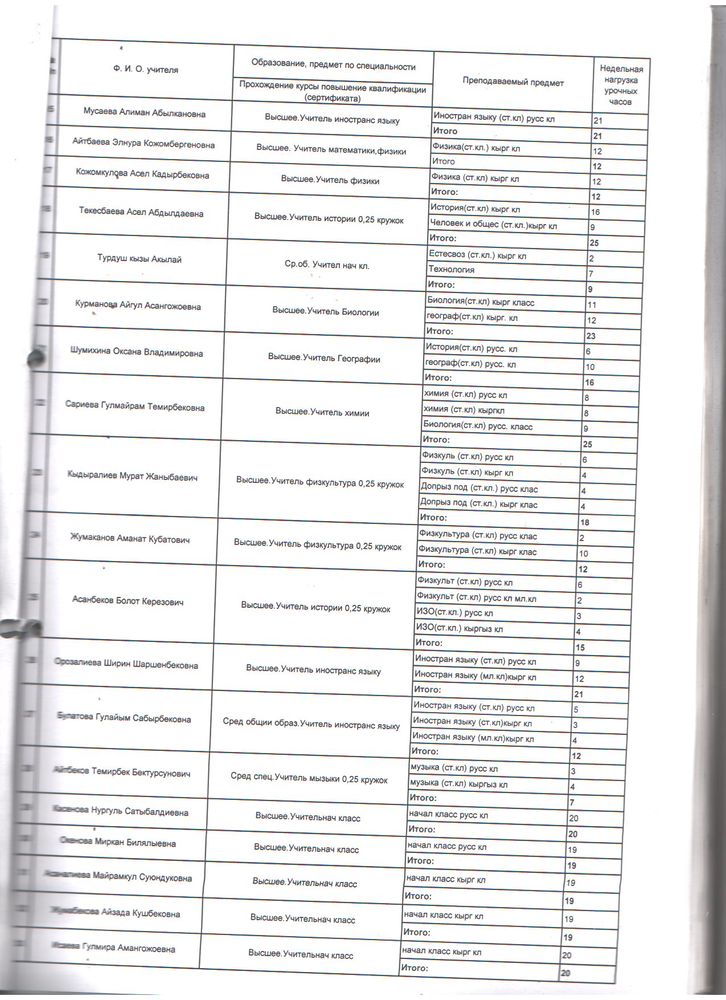 Ф. И. О. учителя
Образование, предмет по специальности
Прохождение курсы повышение квалификации
(сертификата)
Преподаваемый предмет
Недельная
нагрузка
урочных
часов
Мусаева Алиман Абылкановна
Высшее.Учитель иностранс языку
Иностран языку (ст.кл) русс кл
21
Итого
21
16
Айтбаева Элнура Кожомбергеновна
Высшее. Учитель математики,физики
Физика(ст.кл.) кырг кл
12
Итого
12
17
Кожомкулова Асел Кадырбековна
Высшее.Учитель физики
Физика (ст.кл) кырг кл
12
Итого:
12
18
Текесбаева Асел Абдылдаевна
Высшее.Учитель истории 0,25 кружок
История(ст.кл) кырг кл
16
Человек и общес (ст.кл.)кырг кл
9
Итого:
25
19
Турдуш кызы Акылай
Ср.об. Учител нач кл.
Естесвоз (ст.кл.) кырг кл
2
Технология
7
Итого:
9
20
Курманова Айгул Асангожоевна
Высшее.Учитель Биологии
Биология(ст.кл) кырг класс
11
географ(ст.кл) кырг. кл
12
Итого:
23
Шумихина Оксана Владимировна
Высшее.Учитель Географии
История(ст.кл) русс. кл
6
географ(ст.кл) русс. кл
10
Итого:
16
22
Сариева Гулмайрам Темирбековна
Высшее.Учитель химии
химия (ст.кл) русс кл
8
химия (ст.кл) кыргкл
8
Биология(ст.кл) русс. класс
9
Итого:
25
23
Кыдыралиев Мурат Жаныбаевич
Высшее.Учитель физкультура 0,25 кружок
Физкуль (ст.кл) русс кл
6
Физкуль (ст.кл) кырг кл
4
Допрыз под (ст.кл.) русс клас
4
Допрыз под (ст.кл.) кырг клас
4
Итого:
18
24
Жумаканов Аманат Кубатович
Высшее.Учитель физкультура 0,25 кружок
Физкультура (ст.кл) русс клас
2
Физкультура (ст.кл) кырг клас
10
Итого:
12
Асанбеков Болот Керезович
Высшее.Учитель истории 0,25 кружок
Физкульт (ст.кл) русс кл
6
Физкульт (ст.кл) русс кл мл.кл
2
ИЗО(ст.кл.) русс кл
3
ИЗО(ст.кл.) кыргыз кл
4
Итого:
15
Орозалиева Ширин Шаршенбековна
Высшее.Учитель иностранс языку
Иностран языку (ст.кл) русс кл
9
Иностран языку (мл.кл)кырг кл
12
Итого:
21
Булатова Гулайым Сабырбековна
Сред общии образ.Учитель иностранс языку
Иностран языку (ст.кл) русс кл
5
Иностран языку (ст.кл)кырг кл
3
Иностран языку (мл.кл)кырг кл
4
Итого:
12
Темирбек Бектурсунович
Сред спец.Учитель мызыки 0,25 кружок
музыка (ст.кл) русс кл
3
музыка (ст.кл) кыргыз кл
4
Итого:
7
Касенова Нургуль Сатыбалдиевна
Высшее.Учительнач класс
начал класс русс кл
20
Итого:
20
Окенова Миркан Билялыевна
Высшее.Учительнач класс
начал класс русс кл
19
Итого:
19
Майрамкул Суюндуковна
Высшее.Учительнач класс
начал класс кырг кл
19
Итого:
19
Айзада Кушбековна
Высшее.Учительнач класс
начал класс кырг кл
19
Итого:
19
Гулмира Амангожоевна
Высшее.Учительнач класс
начал класс кырг кл
20
Итого:
20